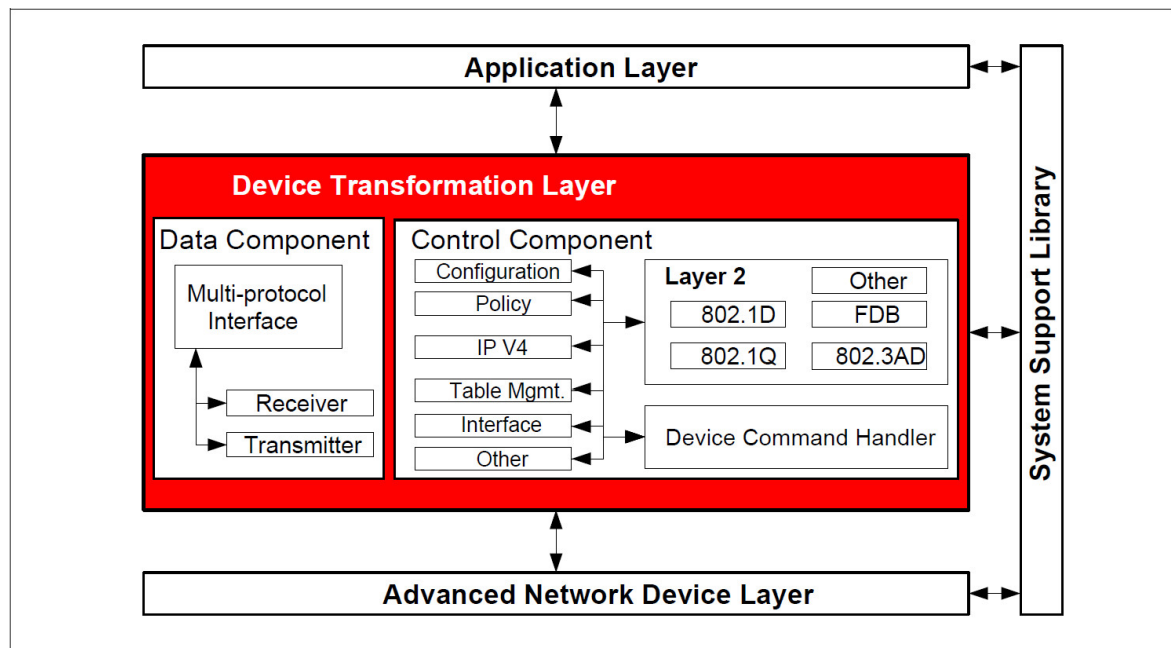 Application Layer
Device Transformation Layer
Data Component
Multi-protocol
Interface
Receiver
Transmitter
Control Component
Configuration
Policy
IP V4
Table Mgmt.
Interface
Other
Layer 2
Other
802.1D
FDB
802.1Q
802.3AD
Device Command Handler
Advanced Network Device Layer
System Support Library